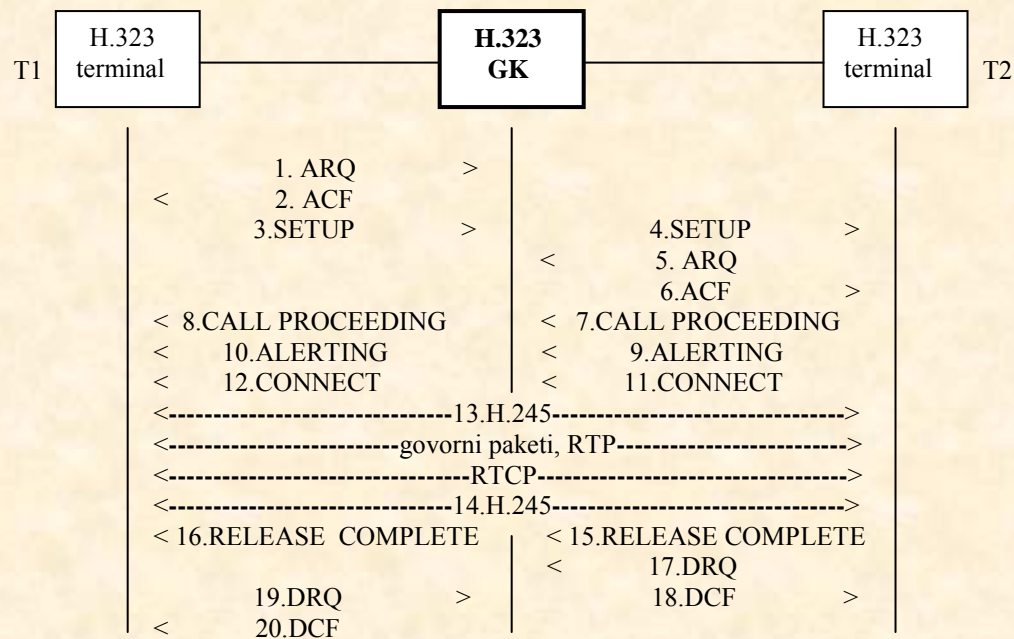 H.323 terminal
H.323 GK
H.323 terminal
T1
T2
1. ARQ >
< 2. ACF
3.SETUP > 4.SETUP >
< 5. ARQ
6.ACF >
< 8.CALL PROCEEDING < 7.CALL PROCEEDING
< 10.ALERTING < 9.ALERTING
< 12.CONNECT < 11.CONNECT
<------------------------------13.H.245------------------------------->
<-------------------------govorni paketi, RTP------------------------->
<--------------------------------RTCP--------------------------------->
<------------------------------14.H.245------------------------------->
< 16.RELEASE COMPLETE < 15.RELEASE COMPLETE
< 17.DRQ
19.DRQ > 18.DCF >
< 20.DCF